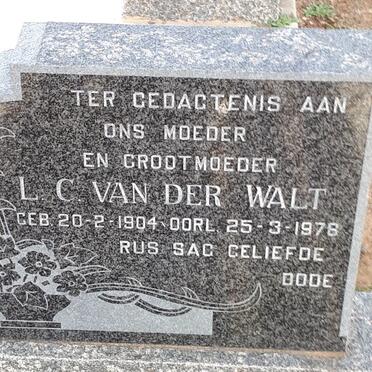 TER GEDAGTENIS AAN
ONS MOEDER
EN GROOTMOEDER
L. C. VAN DER WALT
GEB 20-2-1904 OORL. 25-3-1978
RUS SAG GELIEFDE
DODE